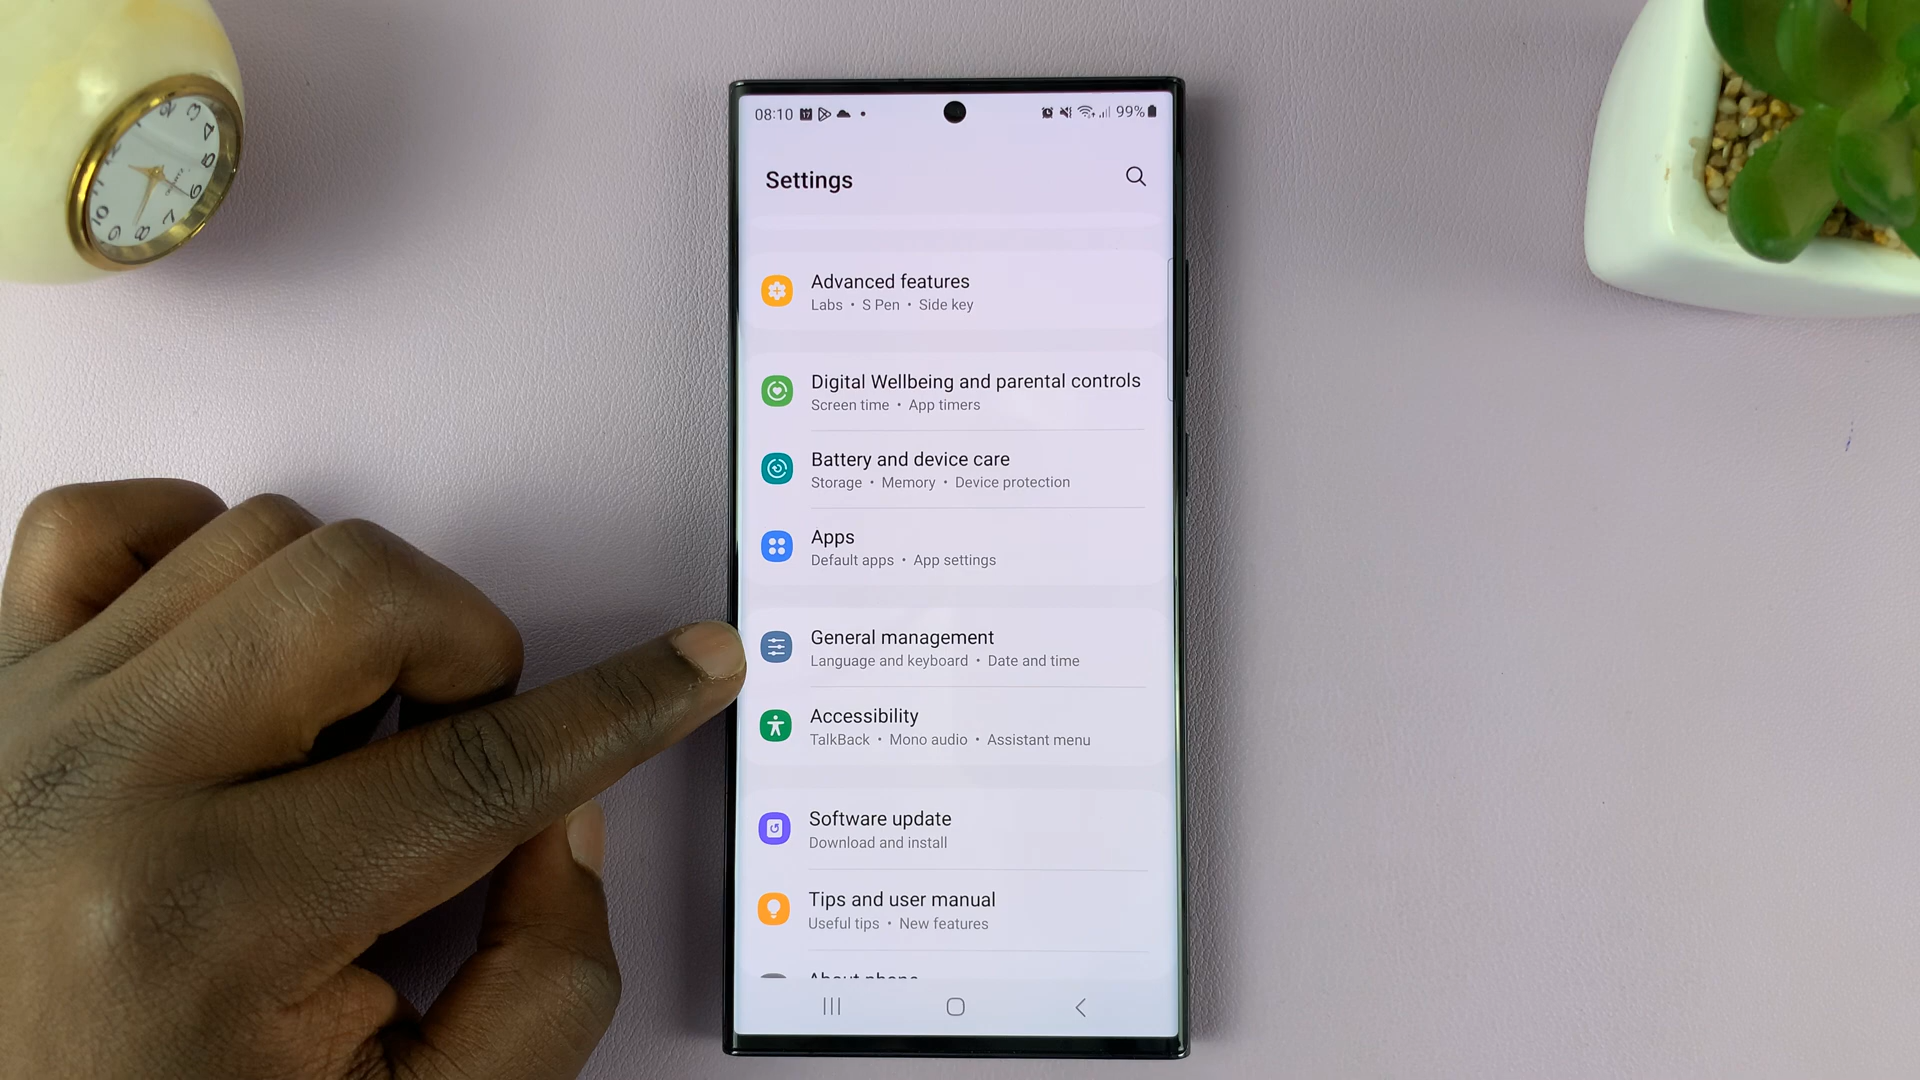 08:10
99%
Settings
Advanced features
Labs • S Pen • Side key
Digital Wellbeing and parental controls
Screen time • App timers
Battery and device care
Storage • Memory • Device protection
Apps
Default apps • App settings
General management
Language and keyboard • Date and time
Accessibility
TalkBack • Mono audio • Assistant menu
Software update
Download and install
Tips and user manual
Useful tips • New features
About phone